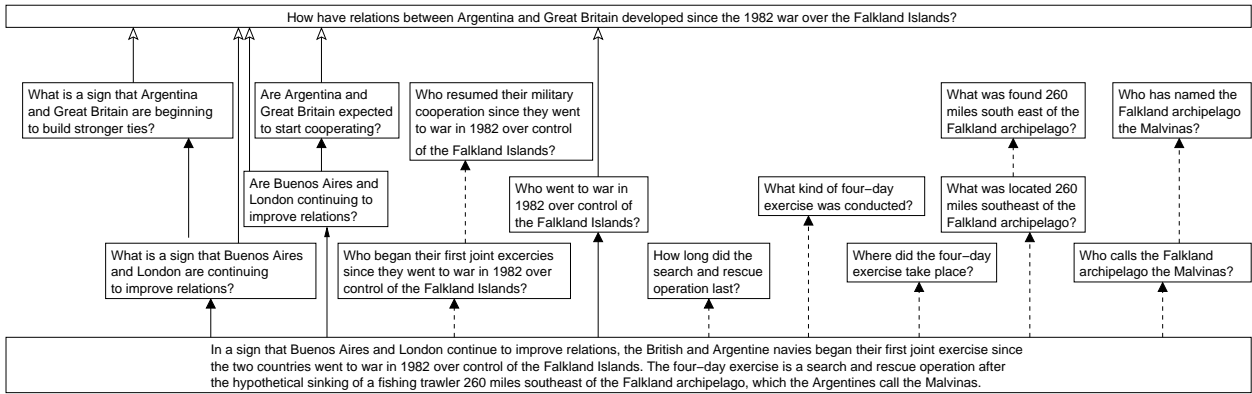 How have relations between Argentina and Great Britain developed since the 1982 war over the Falkland Islands?
What is a sign that Argentina
and Great Britain are beginning
to build stronger ties?
Are Argentina and
Great Britain expected
to start cooperating?
Who resumed their military
cooperation since they went
to war in 1982 over control
of the Falkland Islands?
What was found 260
miles south east of the
Falkland archipelago?
Who has named the
Falkland archipelago
the Malvinas?
Are Buenos Aires and
London continuing to
improve relations?
Who went to war in
1982 over control of
the Falkland Islands?
What kind of four−day
exercise was conducted?
What was located 260
miles southeast of the
Falkland archipelago?
What is a sign that Buenos Aires
and London are continuing
to improve relations?
Who began their first joint excercies
since they went to war in 1982 over
control of the Falkland Islands?
How long did the
search and rescue
operation last?
Where did the four−day
exercise take place?
Who calls the Falkland
archipelago the Malvinas?
In a sign that Buenos Aires and London continue to improve relations, the British and Argentine navies began their first joint exercise since
the two countries went to war in 1982 over control of the Falkland Islands. The four−day exercise is a search and rescue operation after
the hypothetical sinking of a fishing trawler 260 miles southeast of the Falkland archipelago, which the Argentines call the Malvinas.